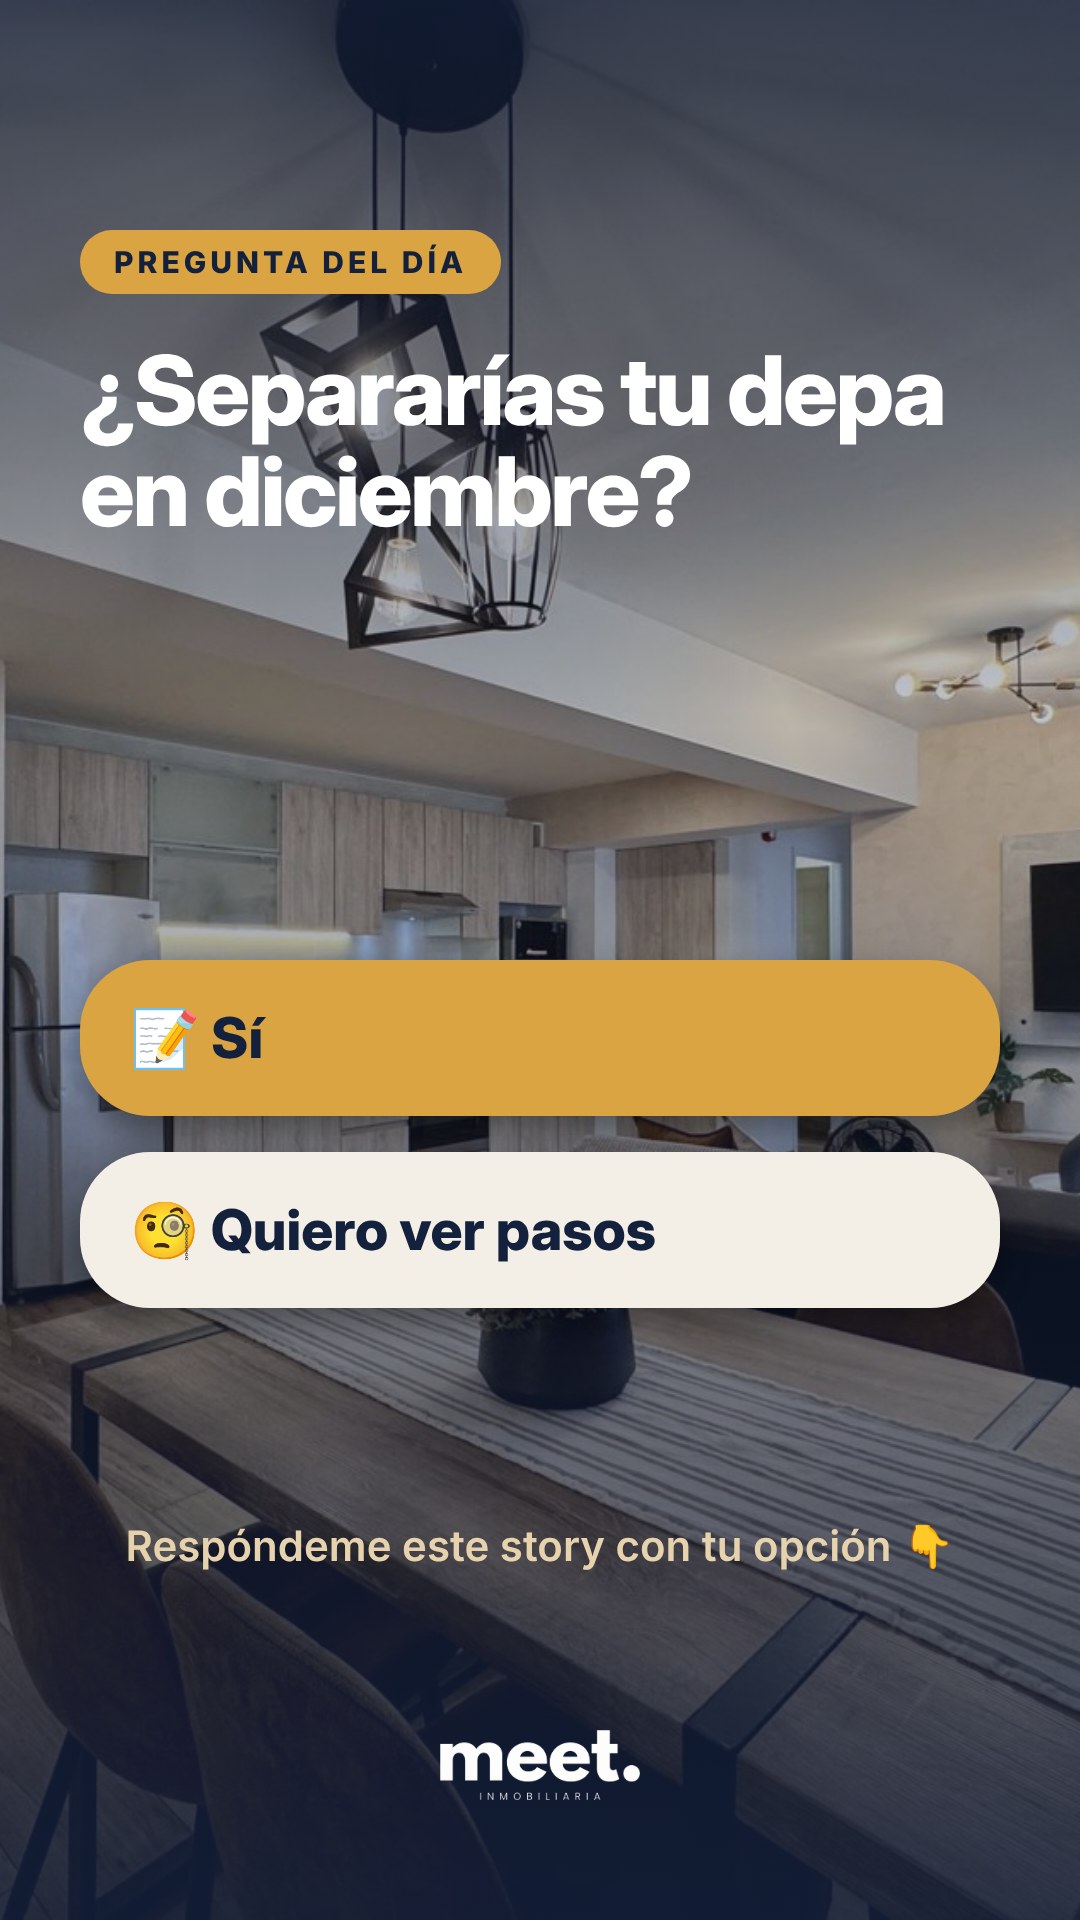 PREGUNTA DEL DÍA
¿Separarías tu depa
en diciembre?
📝 Sí
🧐 Quiero ver pasos
Respóndeme este story con tu opción 👇
meet.
INMOBILIARIA